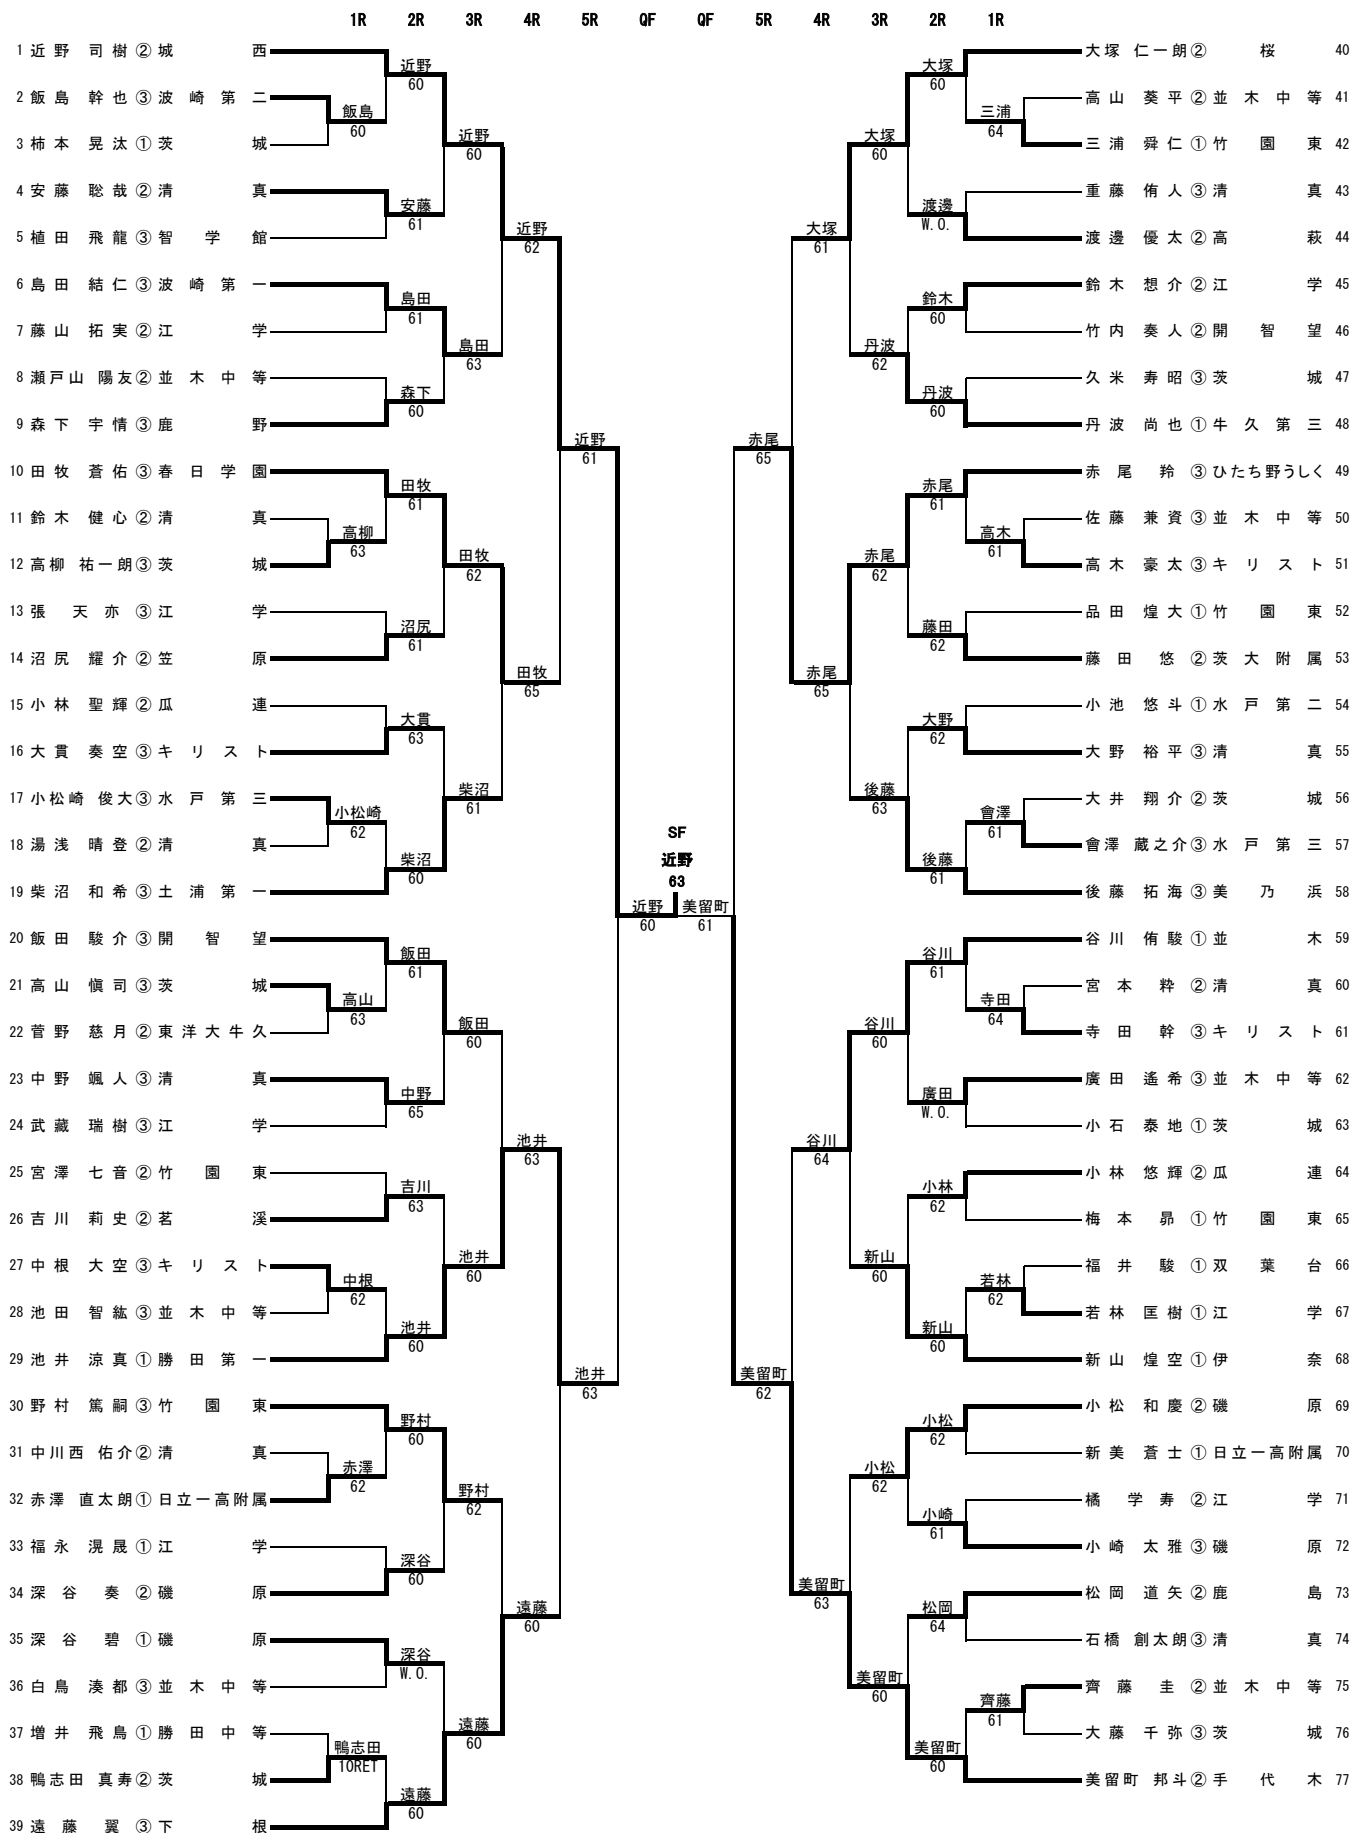 1R 2R 3R 4R 5R QF QF 5R 4R 3R 2R 1R
1 近野 司樹 ② 城西
大塚 仁一朗 ② 桜 40
近野 60
大塚 60
2 飯島 幹也 ③ 波崎第二
高山 葵平 ② 並木中等 41
飯島 60
三浦 64
3 柿本 晃汰 ① 茨城
近野 60
大塚 60
三浦 舜仁 ① 竹園東 42
4 安藤 聡哉 ② 清真
重藤 侑人 ③ 清真 43
安藤 61
渡邊 W.O.
5 植田 飛龍 ③ 智学館
近野 62
大塚 61
渡邊 優太 ② 高萩 44
6 島田 結仁 ③ 波崎第一
鈴木 想介 ② 江学 45
島田 61
鈴木 60
7 藤山 拓実 ② 江学
竹内 奏人 ② 開智望 46
島田 63
丹波 62
8 瀬戸山 陽友 ② 並木中等
久米 寿昭 ③ 茨城 47
森下 60
丹波 60
9 森下 宇情 ③ 鹿野
丹波 尚也 ① 牛久第三 48
近野 61
赤尾 65
10 田牧 蒼佑 ③ 春日学園
赤尾 羚 ③ ひたち野うしく 49
田牧 61
赤尾 61
11 鈴木 健心 ② 清真
佐藤 兼資 ③ 並木中等 50
高柳 63
高木 61
12 高柳 祐一朗 ③ 茨城
田牧 62
赤尾 62
高木 豪太 ③ キリスト 51
13 張 天亦 ③ 江学
品田 煌大 ① 竹園東 52
沼尻 61
藤田 62
14 沼尻 耀介 ② 笠原
藤田 悠 ② 茨大附属 53
田牧 65
赤尾 65
15 小林 聖輝 ② 瓜連
小池 悠斗 ① 水戸第二 54
大貫 63
大野 62
16 大貫 奏空 ③ キリスト
大野 裕平 ③ 清真 55
17 小松崎 俊大 ③ 水戸第三
柴沼 61
後藤 63
大井 翔介 ② 茨城 56
小松崎 62
會澤 61
18 湯浅 晴登 ② 清真
SF
會澤 蔵之介 ③ 水戸第三 57
柴沼 60
近野
63
後藤 61
19 柴沼 和希 ③ 土浦第一
後藤 拓海 ③ 美乃浜 58
近野 60
美留町 61
20 飯田 駿介 ③ 開智望
谷川 侑駿 ① 並木 59
飯田 61
谷川 61
21 高山 愼司 ③ 茨城
宮本 粋 ② 清真 60
高山 63
寺田 64
22 菅野 慈月 ② 東洋大牛久
飯田 60
谷川 60
寺田 幹 ③ キリスト 61
23 中野 颯人 ③ 清真
廣田 遙希 ③ 並木中等 62
中野 65
廣田 W.O.
24 武藏 瑞樹 ③ 江学
小石 泰地 ① 茨城 63
池井 63
谷川 64
25 宮澤 七音 ② 竹園東
小林 悠輝 ② 瓜連 64
吉川 63
小林 62
26 吉川 莉史 ② 茗溪
梅本 昴 ① 竹園東 65
27 中根 大空 ③ キリスト
池井 60
新山 60
福井 駿 ① 双葉台 66
中根 62
若林 62
28 池田 智紘 ③ 並木中等
若林 匡樹 ① 江学 67
池井 60
新山 60
29 池井 涼真 ① 勝田第一
新山 煌空 ① 伊奈 68
池井 63
美留町 62
30 野村 篤嗣 ③ 竹園東
小松 和慶 ② 磯原 69
野村 60
小松 62
31 中川西 佑介 ② 清真
新美 蒼士 ① 日立一高附属 70
赤澤 62
小松 62
32 赤澤 直太朗 ① 日立一高附属
野村 62
橘 学寿 ② 江学 71
小崎 61
33 福永 滉晟 ① 江学
小崎 太雅 ③ 磯原 72
深谷 60
34 深谷 奏 ② 磯原
美留町 63
松岡 道矢 ② 鹿島 73
遠藤 60
松岡 64
35 深谷 碧 ① 磯原
石橋 創太朗 ③ 清真 74
深谷 W.O.
美留町 60
36 白鳥 湊都 ③ 並木中等
齊藤 圭 ② 並木中等 75
齊藤 61
37 増井 飛鳥 ① 勝田中等
遠藤 60
大藤 千弥 ③ 茨城 76
鴨志田 10RET
美留町 60
38 鴨志田 真寿 ② 茨城
美留町 邦斗 ② 手代木 77
遠藤 60
39 遠藤 翼 ③ 下根